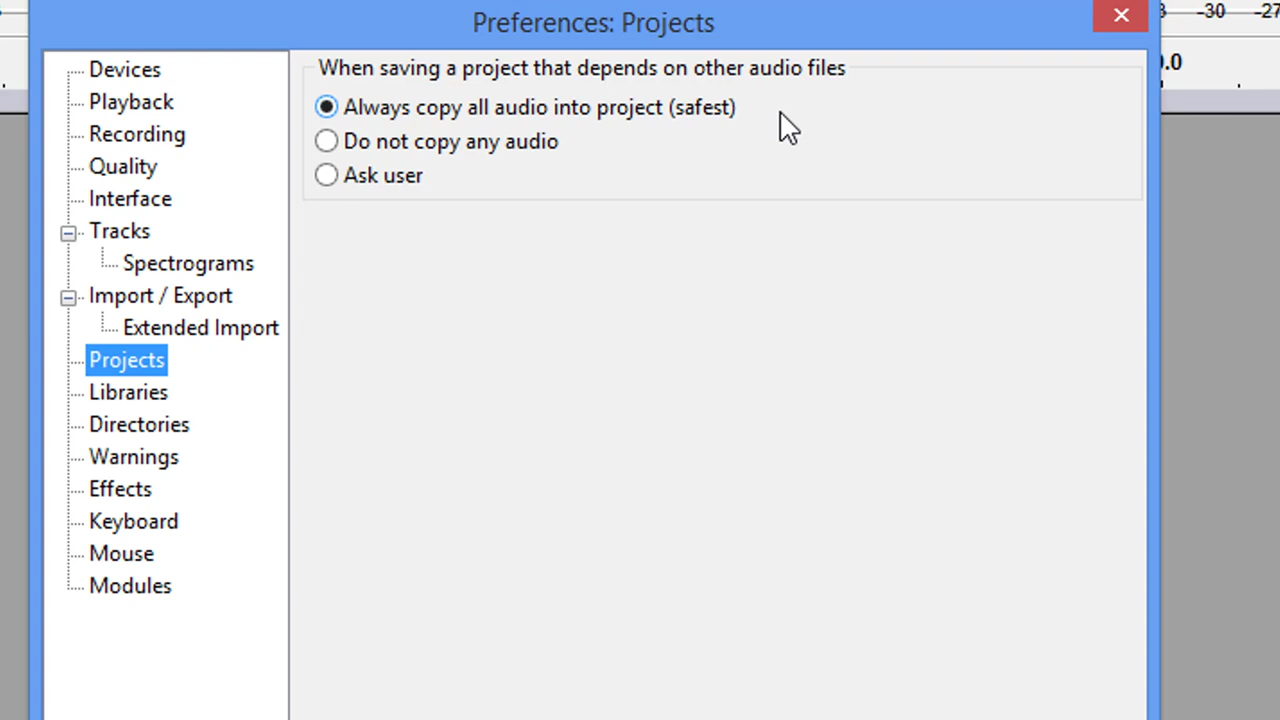 Preferences: Projects
-30
-27
Devices
Playback
Recording
Quality
Interface
Tracks
Spectrograms
Import / Export
Extended Import
Projects
Libraries
Directories
Warnings
Effects
Keyboard
Mouse
Modules
When saving a project that depends on other audio files
Always copy all audio into project (safest)
Do not copy any audio
Ask user